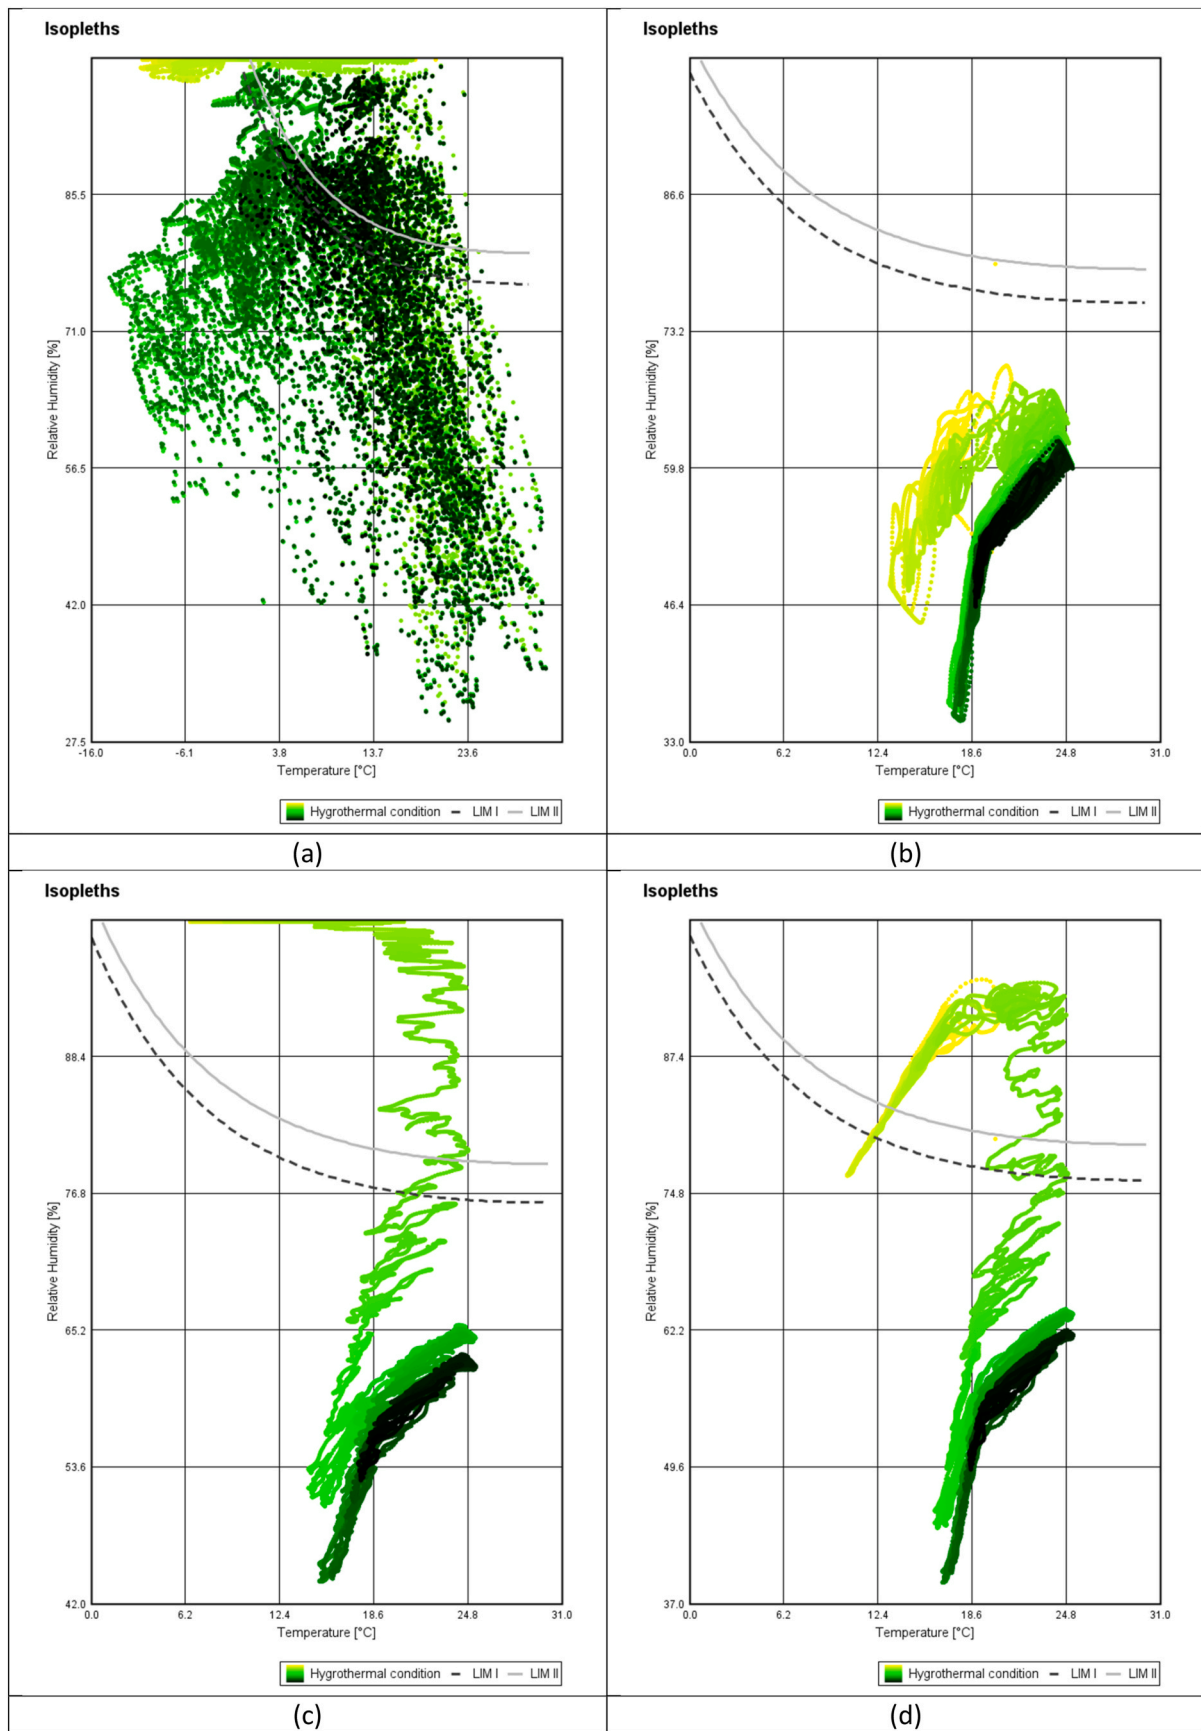 Isopleths
85.5
71.0
56.5
42.0
27.5
Relative Humidity [%]
-16.0 -6.1 3.8 13.7 23.6
Temperature [°C]
Hygrothermal condition LIM I LIM II
(a)
Isopleths
86.6
73.2
59.8
46.4
33.0
Relative Humidity [%]
0.0 6.2 12.4 18.6 24.8 31.0
Temperature [°C]
Hygrothermal condition LIM I LIM II
(b)
Isopleths
88.4
76.8
65.2
53.6
42.0
Relative Humidity [%]
0.0 6.2 12.4 18.6 24.8 31.0
Temperature [°C]
Hygrothermal condition LIM I LIM II
(c)
Isopleths
87.4
74.8
62.2
49.6
37.0
Relative Humidity [%]
0.0 6.2 12.4 18.6 24.8 31.0
Temperature [°C]
Hygrothermal condition LIM I LIM II
(d)